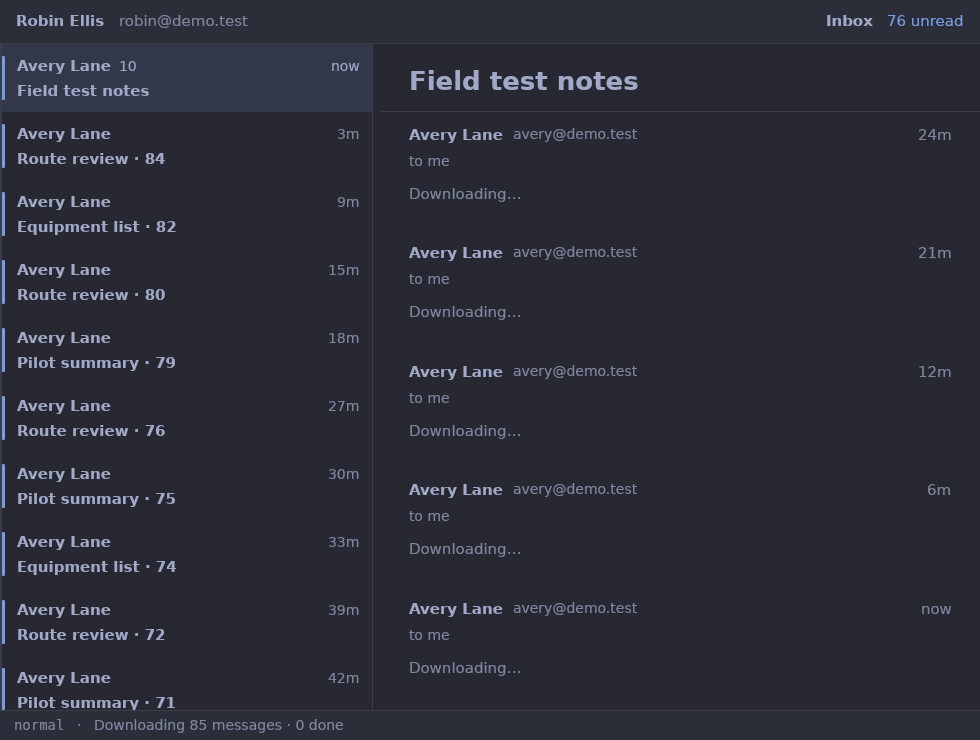 Robin Ellis robin@demo.test
Inbox 76 unread
Avery Lane 10 now
Field test notes
Avery Lane 3m
Route review · 84
Avery Lane 9m
Equipment list · 82
Avery Lane 15m
Route review · 80
Avery Lane 18m
Pilot summary · 79
Avery Lane 27m
Route review · 76
Avery Lane 30m
Pilot summary · 75
Avery Lane 33m
Equipment list · 74
Avery Lane 39m
Route review · 72
Avery Lane 42m
Pilot summary · 71
Field test notes
Avery Lane avery@demo.test 24m
to me
Downloading…
Avery Lane avery@demo.test 21m
to me
Downloading…
Avery Lane avery@demo.test 12m
to me
Downloading…
Avery Lane avery@demo.test 6m
to me
Downloading…
Avery Lane avery@demo.test now
to me
Downloading…
normal · Downloading 85 messages · 0 done